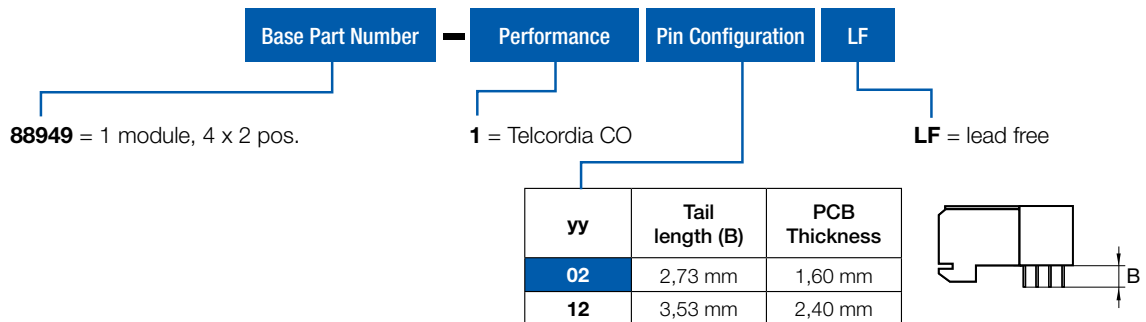 Base Part Number - Performance Pin Configuration LF
88949 = 1 module, 4 x 2 pos.
1 = Telcordia CO
LF = lead free
yy Tail length (B) PCB Thickness
02 2,73 mm 1,60 mm
12 3,53 mm 2,40 mm
B